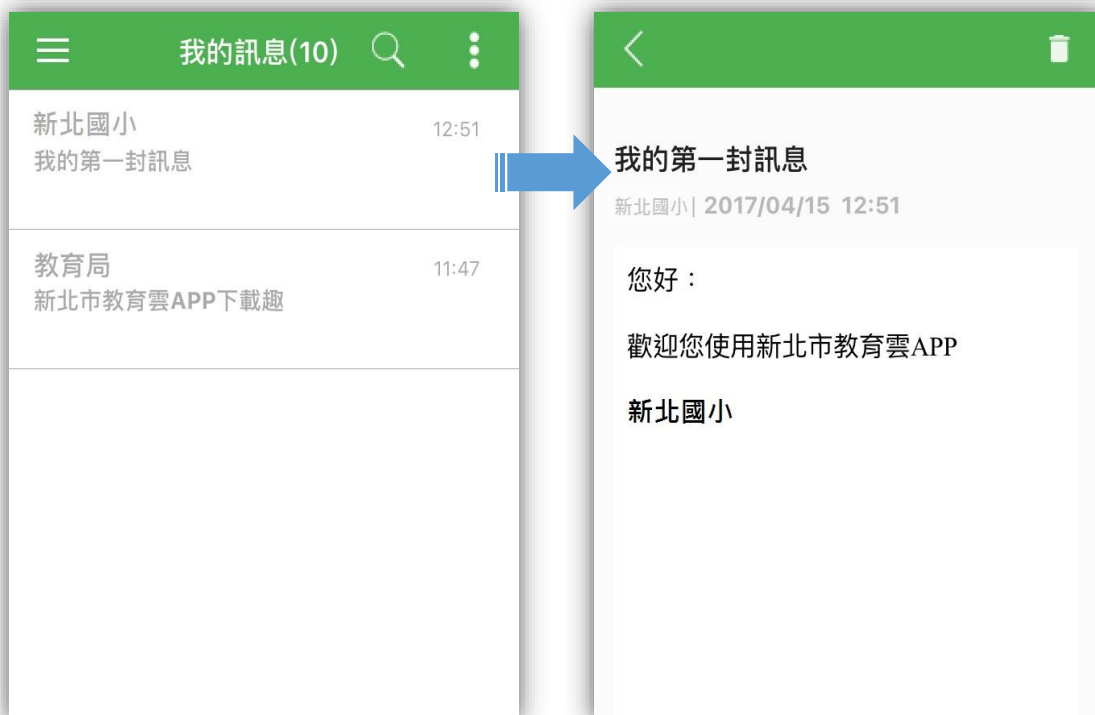 我的訊息(10)
新北國小 12:51
我的第一封訊息
教育局 11:47
新北市教育雲APP下載趣
我的第一封訊息
新北國小| 2017/04/15 12:51
您好：
歡迎您使用新北市教育雲APP
新北國小